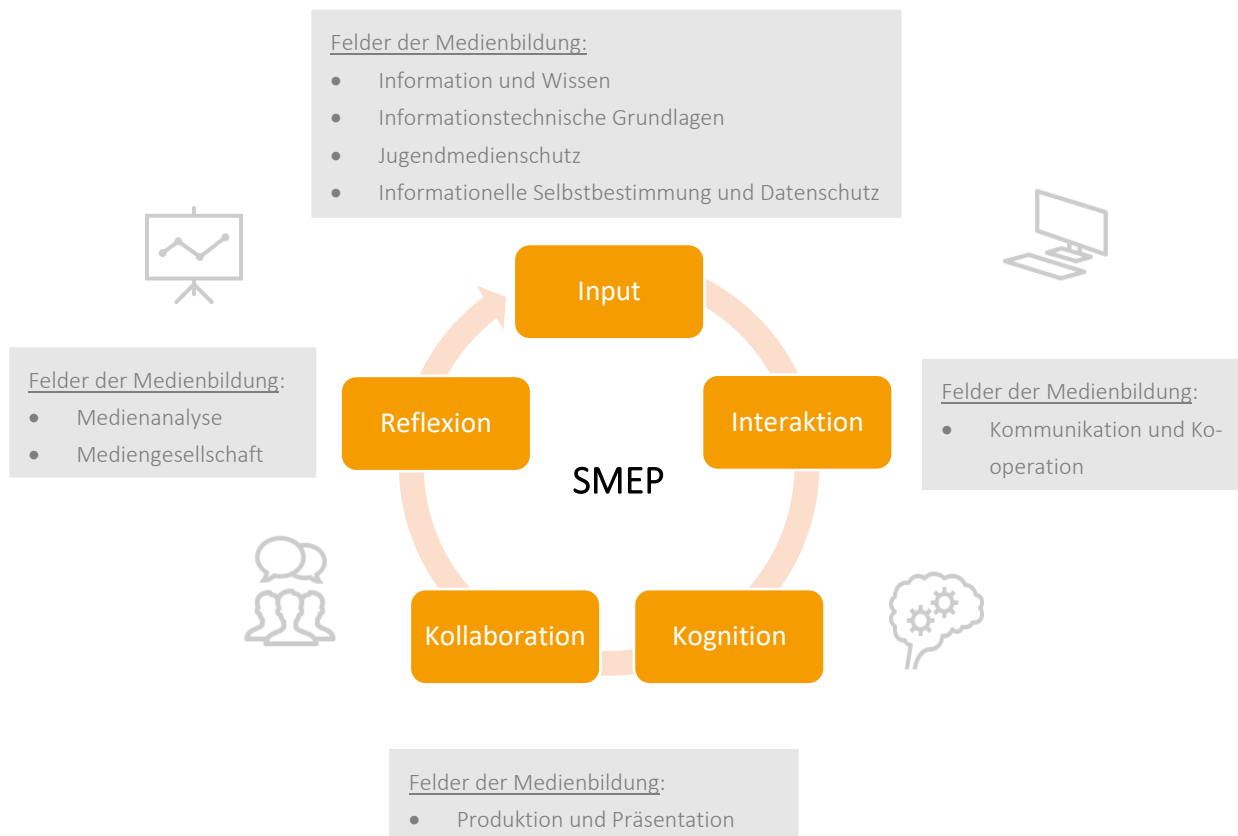 Felder der Medienbildung:
• Information und Wissen
• Informationstechnische Grundlagen
• Jugendmedienschutz
• Informationelle Selbstbestimmung und Datenschutz
Input
Felder der Medienbildung:
• Medienanalyse
• Mediengesellschaft
Reflexion
Interaktion
Felder der Medienbildung:
• Kommunikation und Ko-
operation
SMEP
Kollaboration
Kognition
Felder der Medienbildung:
• Produktion und Präsentation